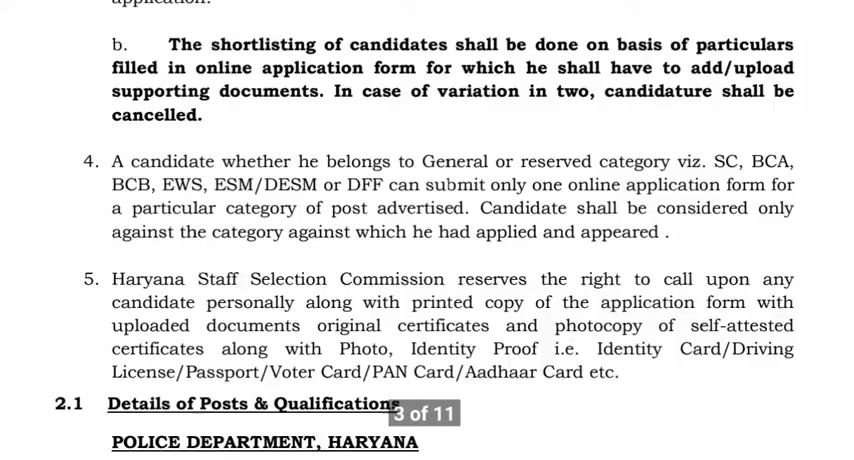 application.
b. The shortlisting of candidates shall be done on basis of particulars
filled in online application form for which he shall have to add/upload
supporting documents. In case of variation in two, candidature shall be
cancelled.
4. A candidate whether he belongs to General or reserved category viz. SC, BCA,
BCB, EWS, ESM/DESM or DFF can submit only one online application form for
a particular category of post advertised. Candidate shall be considered only
against the category against which he had applied and appeared .
5. Haryana Staff Selection Commission reserves the right to call upon any
candidate personally along with printed copy of the application form with
uploaded documents original certificates and photocopy of self-attested
certificates along with Photo, Identity Proof i.e. Identity Card/Driving
License/Passport/Voter Card/PAN Card/Aadhaar Card etc.
2.1 Details of Posts & Qualifications
3 of 11
POLICE DEPARTMENT, HARYANA